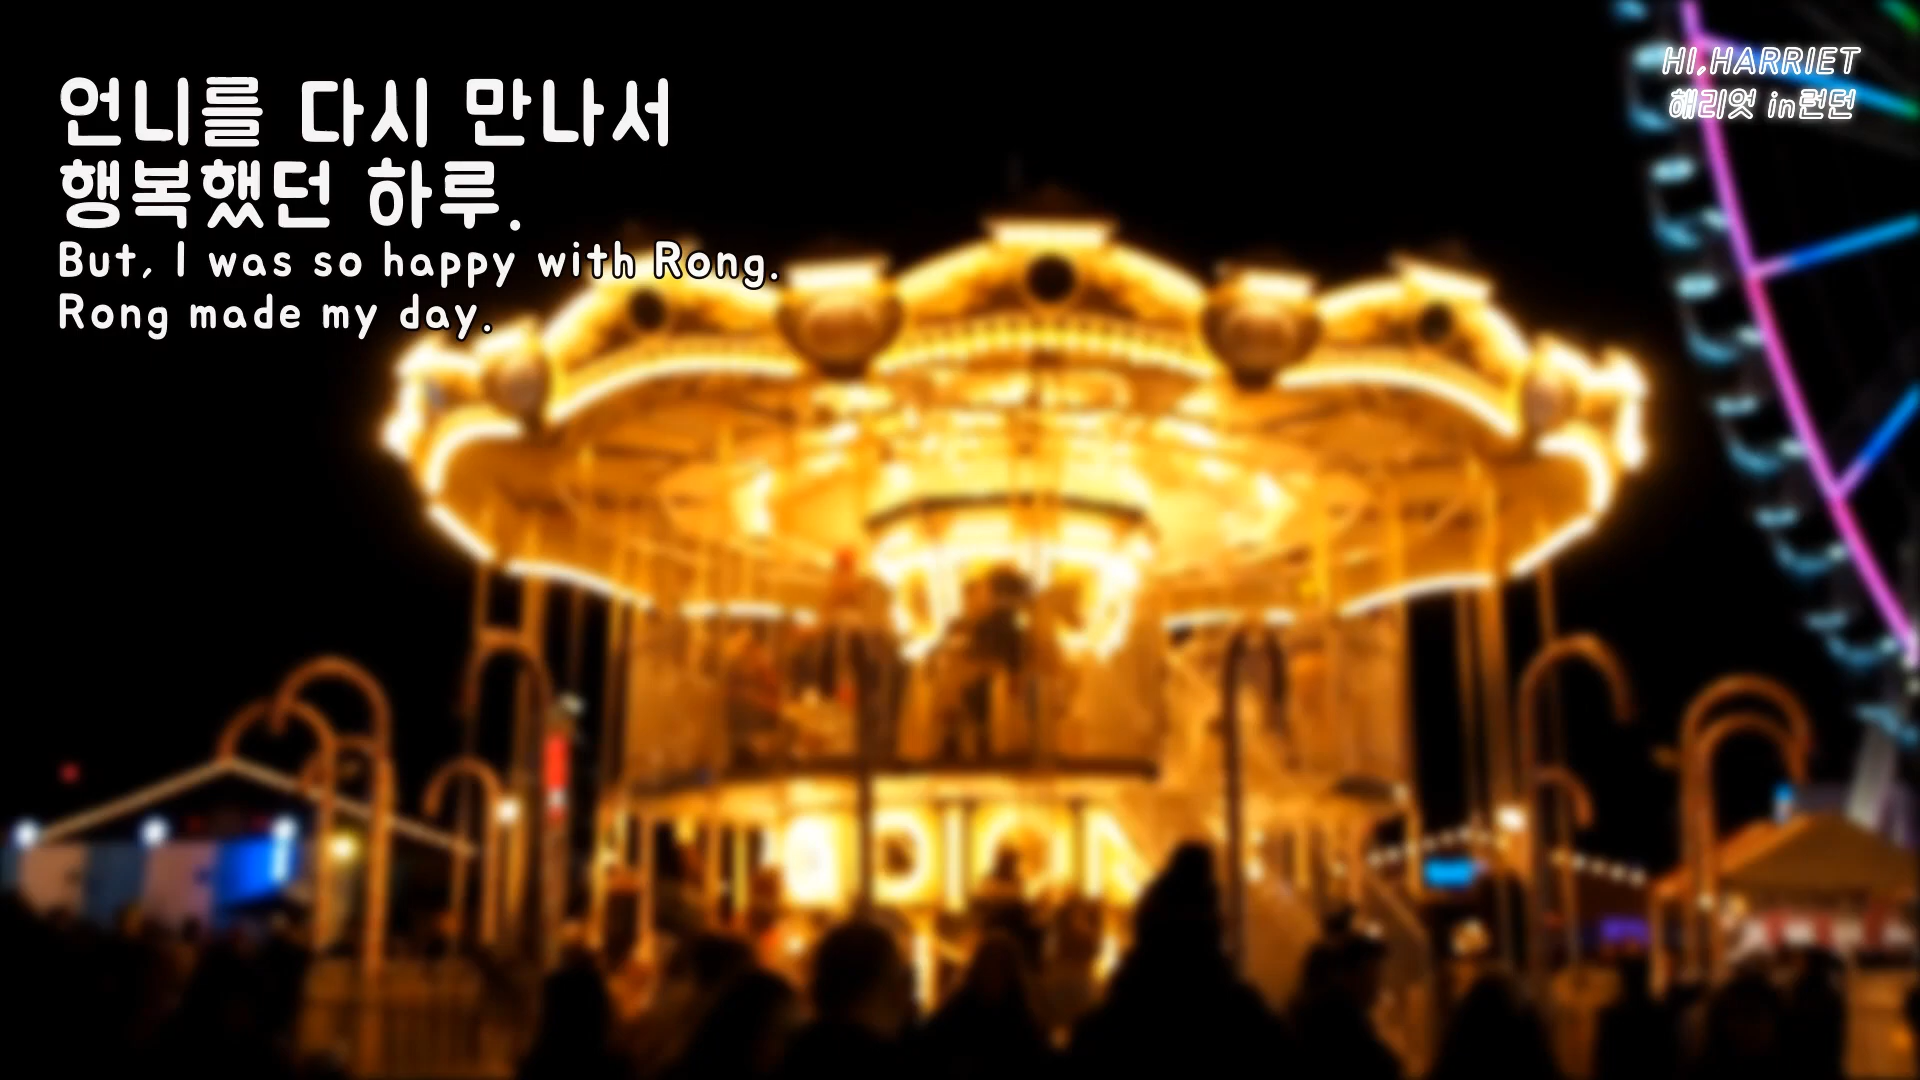 언니를 다시 만나서
행복했던 하루.
But, I was so happy with Rong.
Rong made my day.
HI,HARRIET
해리엇 in런던